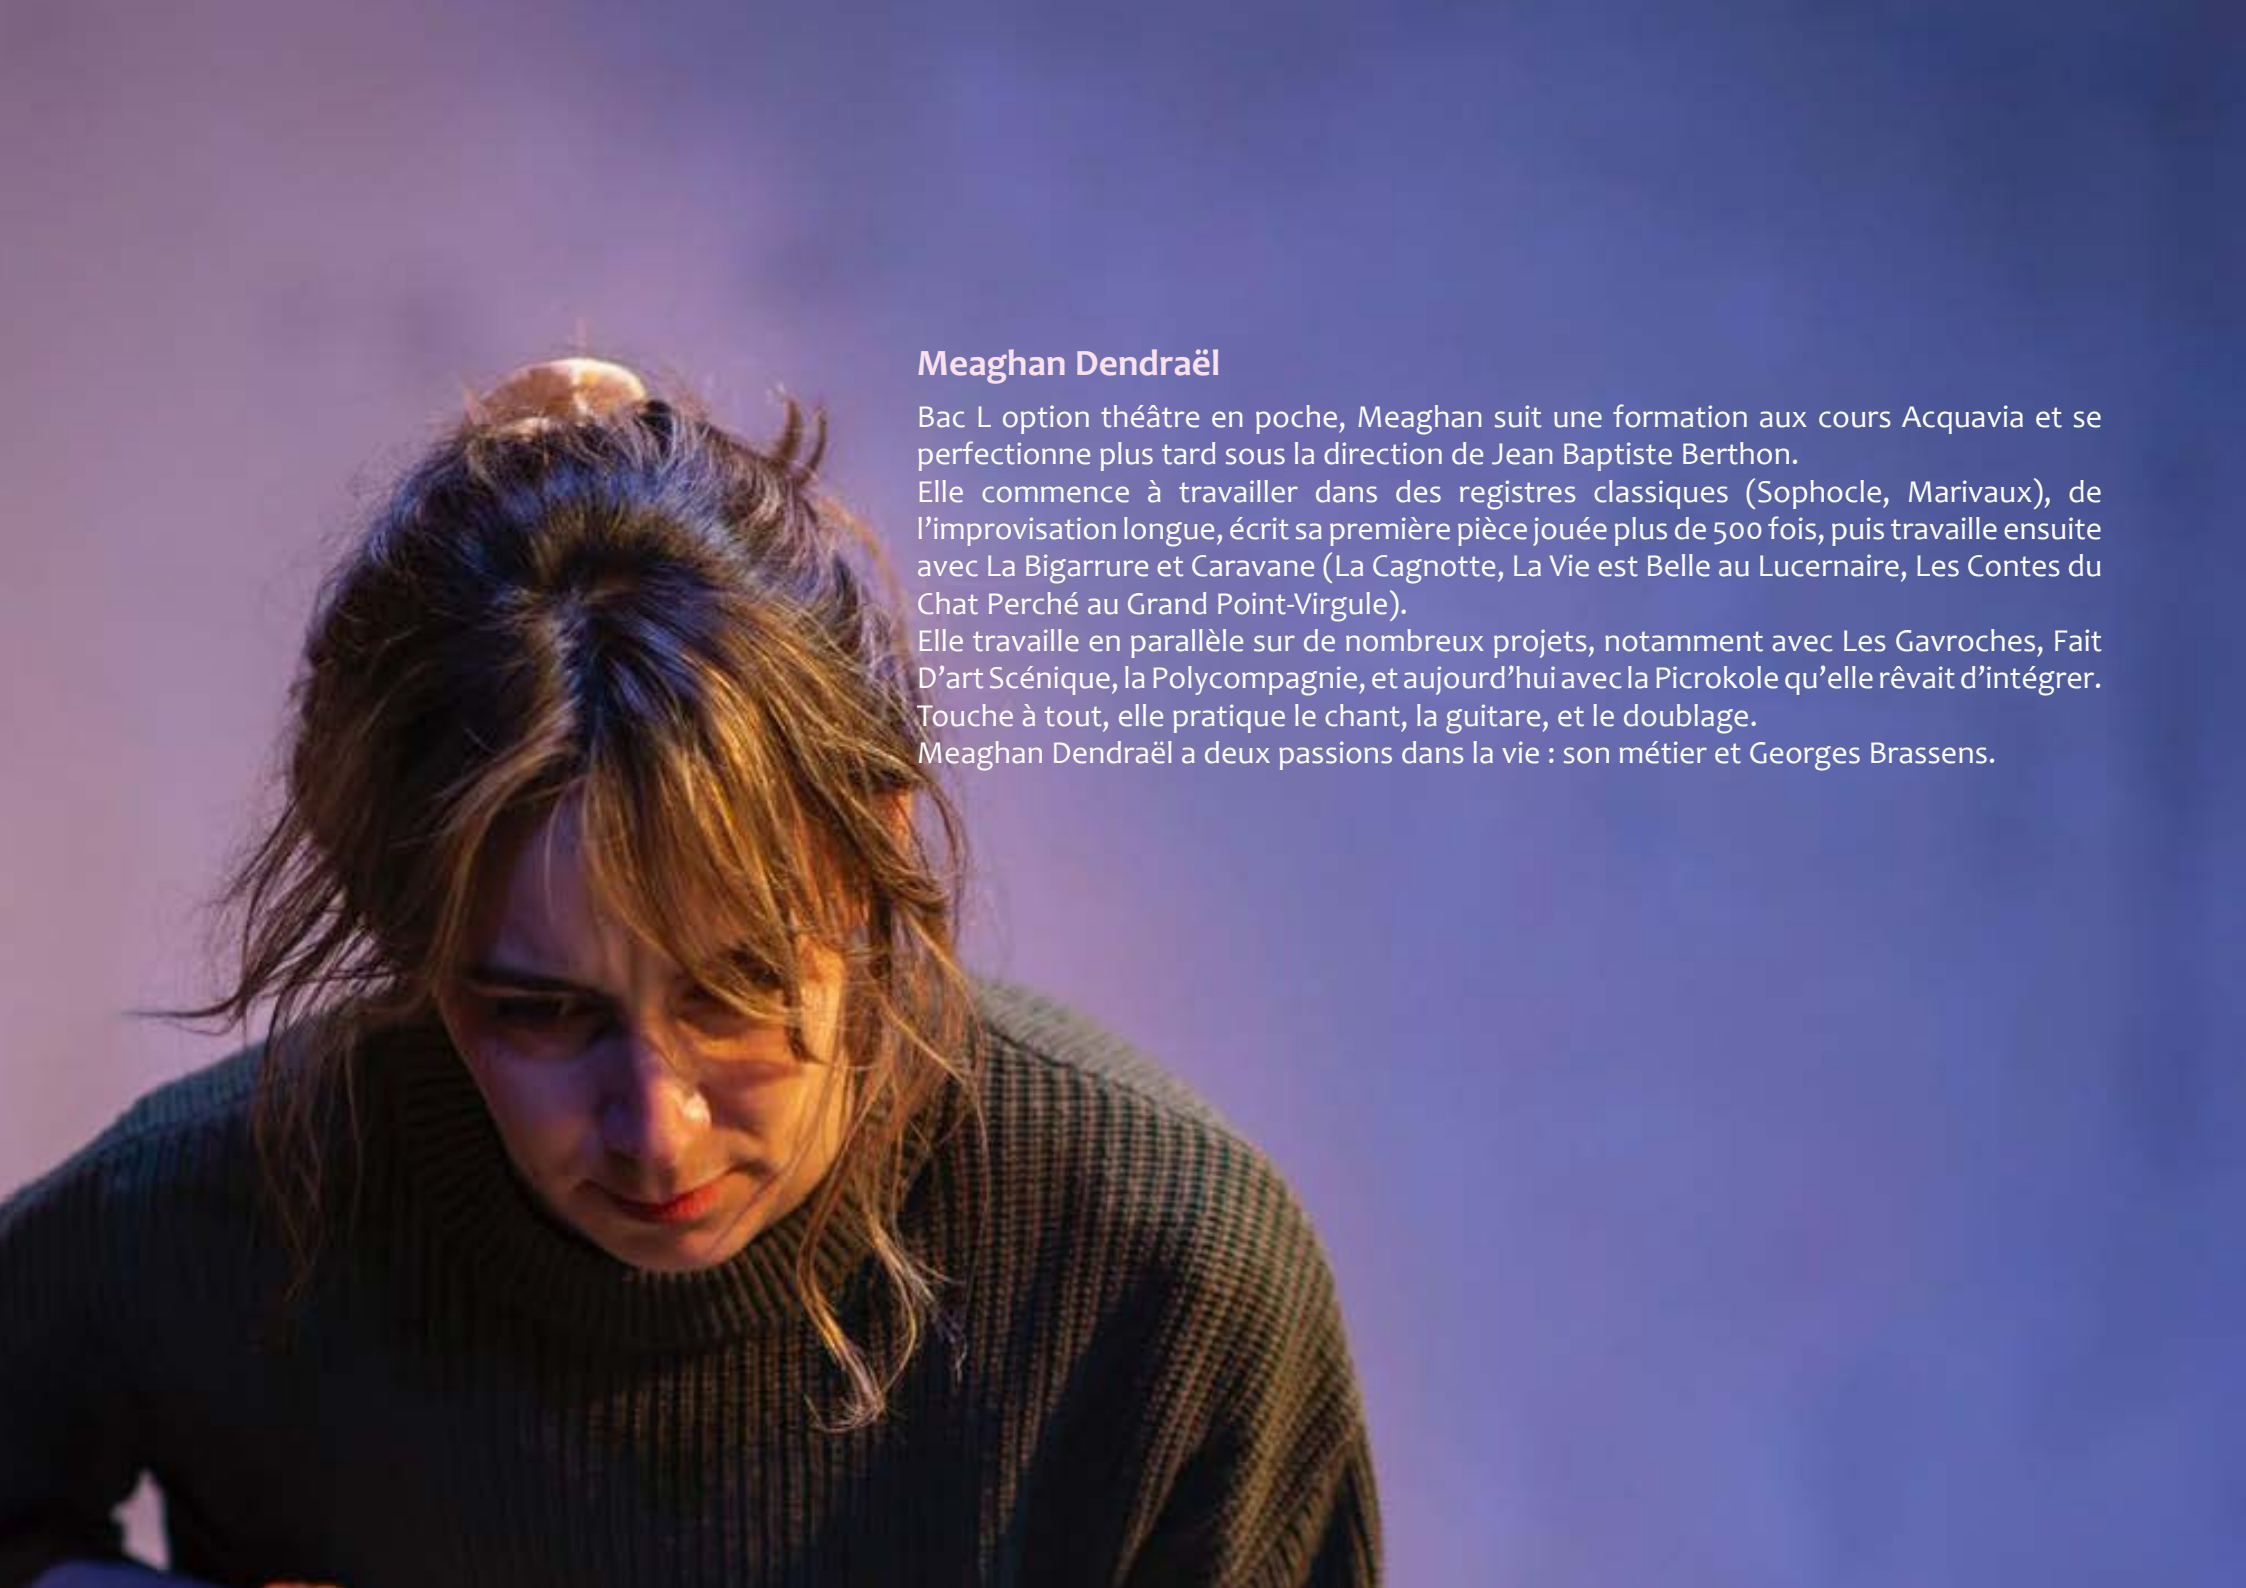 Meaghan Dendraël
Bac L option théâtre en poche, Meaghan suit une formation aux cours Acquavia et se
perfectionne plus tard sous la direction de Jean Baptiste Berthon.
Elle commence à travailler dans des registres classiques (Sophocle, Marivaux), de
l’improvisation longue, écrit sa première pièce jouée plus de 500 fois, puis travaille ensuite
avec La Bigarrure et Caravane (La Cagnotte, La Vie est Belle au Lucernaire, Les Contes du
Chat Perché au Grand Point-Virgule).
Elle travaille en parallèle sur de nombreux projets, notamment avec Les Gavroches, Fait
D’art Scénique, la Polycompagnie, et aujourd’hui avec la Picrokole qu’elle rêvait d’intégrer.
Touche à tout, elle pratique le chant, la guitare, et le doublage.
Meaghan Dendraël a deux passions dans la vie : son métier et Georges Brassens.